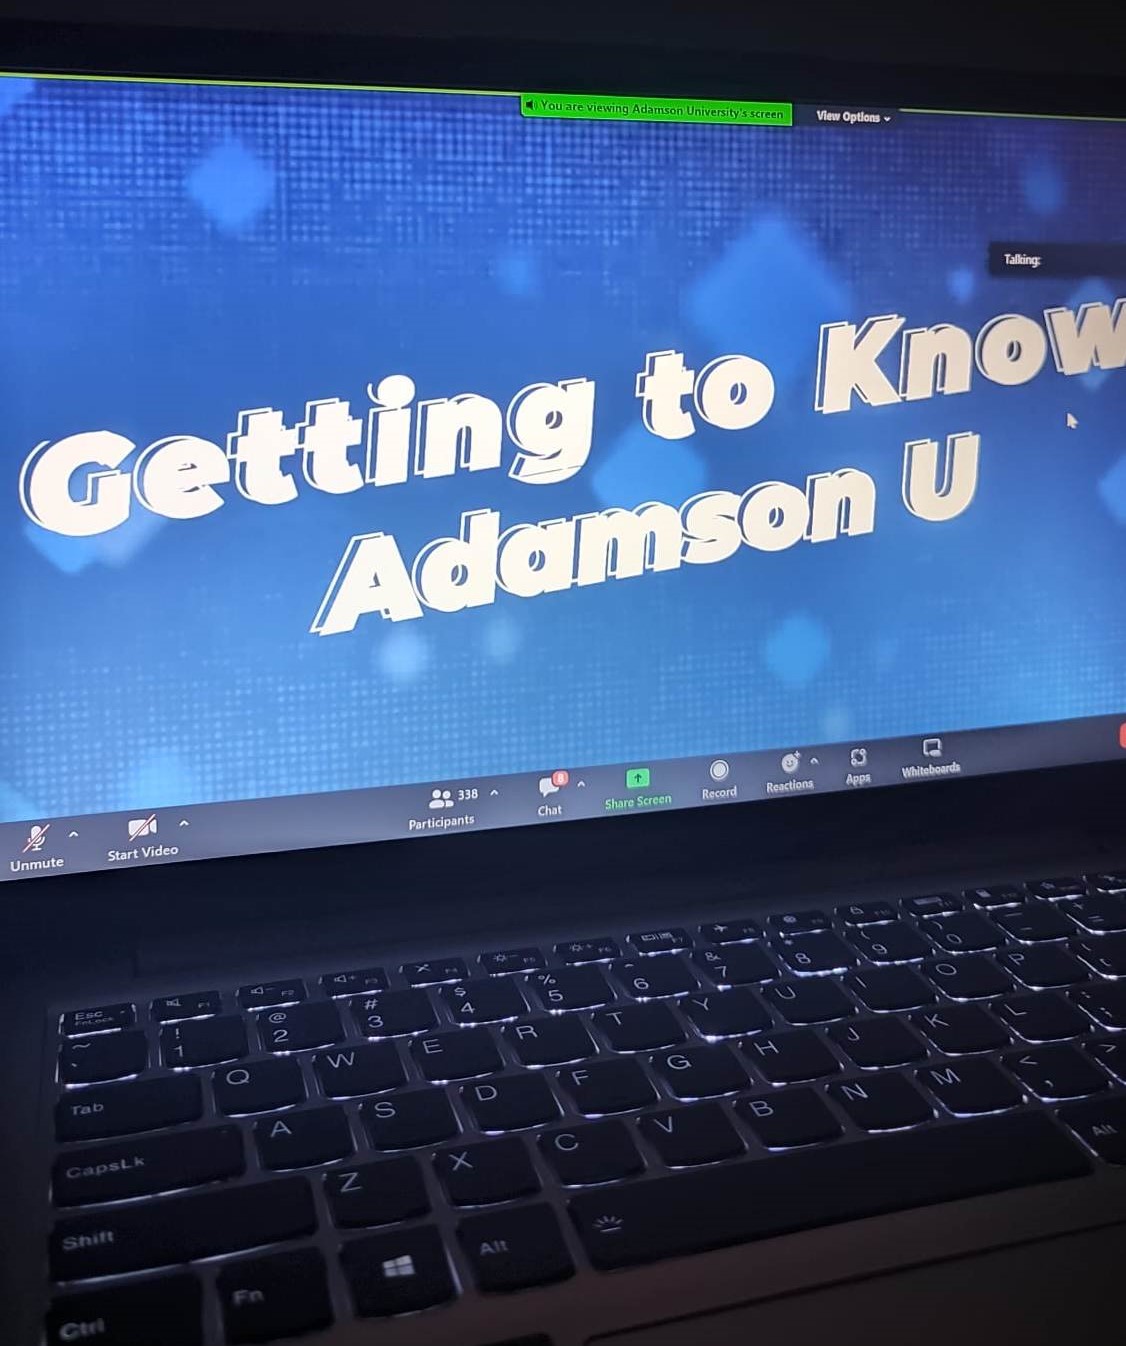 You are viewing Adamson University's screen
View Options
Talking:
Getting to Know
Adamson U
Unmute
Start Video
338
Participants
8
Chat
Share Screen
Record
Reactions
Apps
Whiteboards
Esc F1 F2 F3 F4 F5 F6 F7 F8 F9
FnLock
~ ! @ # $ % ^ & * ( ) _ +
` 1 2 3 4 5 6 7 8 9 0 - =
Tab Q W E R T Y U I O P
CapsLk A S D F G H J K L : ;
Shift Z X C V B N M < , >
Ctrl Fn Alt Alt